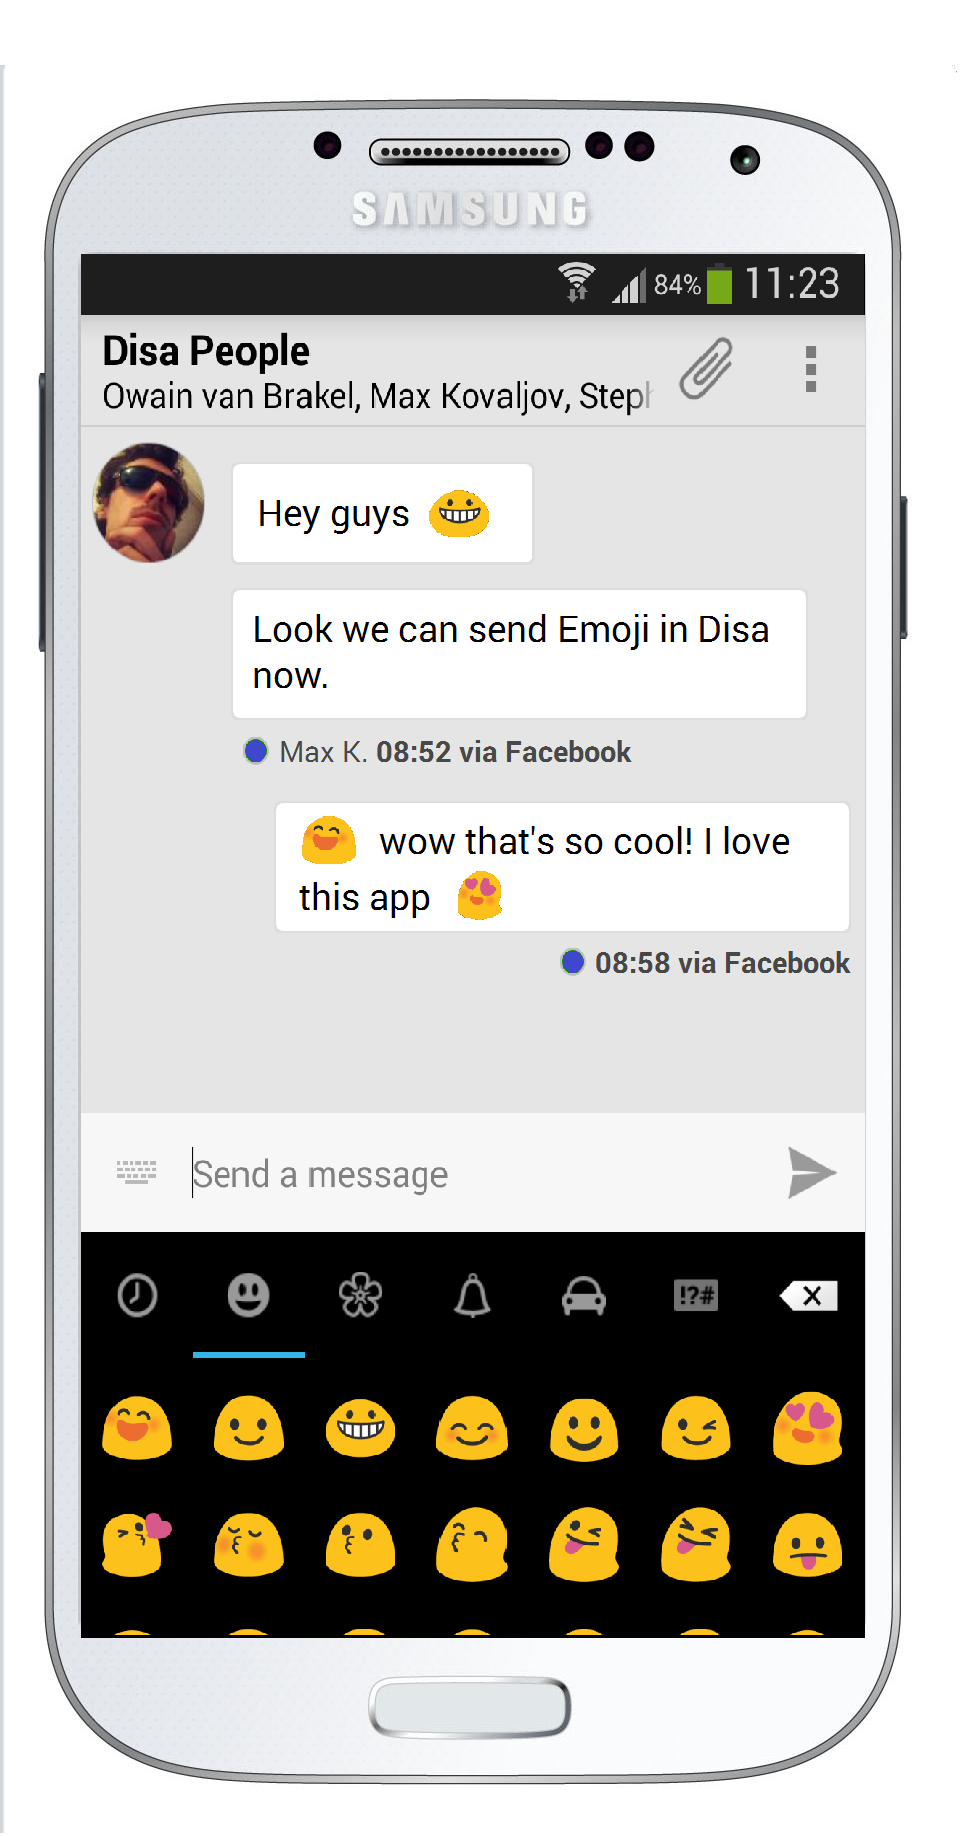 SAMSUNG
84% 11:23
Disa People
Owain van Brakel, Max Kovaljov, Steph
Hey guys 😀
Look we can send Emoji in Disa
now.
Max K. 08:52 via Facebook
😄 wow that's so cool! I love
this app 😍
08:58 via Facebook
Send a message
!?#
X